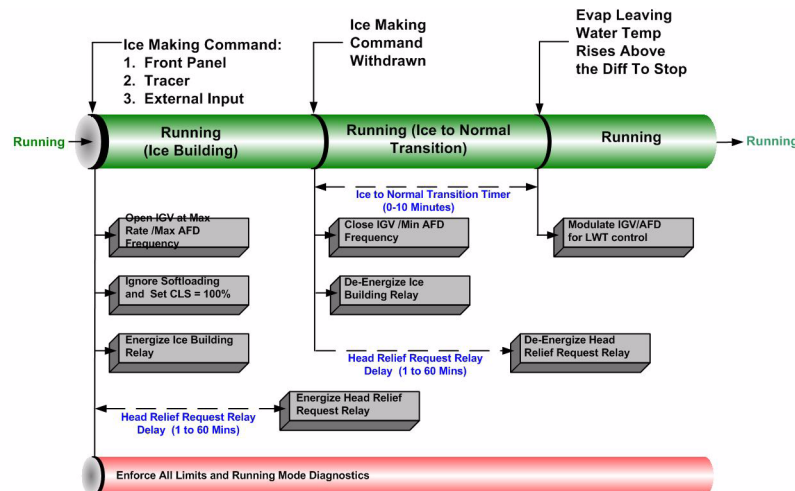 Ice Making Command:
1. Front Panel
2. Tracer
3. External Input
Ice Making
Command
Withdrawn
Evap Leaving
Water Temp
Rises Above
the Diff To Stop
Running
Running
(Ice Building)
Running (Ice to Normal
Transition)
Running
Running
Ice to Normal Transition Timer
(0-10 Minutes)
Open IGV at Max
Rate /Max AFD
Frequency
Close IGV /Min AFD
Frequency
Modulate IGV/AFD
for LWT control
Ignore Softloading
and Set CLS = 100%
De-Energize Ice
Building Relay
Energize Ice Building
Relay
Head Relief Request Relay
Delay (1 to 60 Mins)
De-Energize Head
Relief Request Relay
Head Relief Request Relay
Delay (1 to 60 Mins)
Energize Head Relief
Request Relay
Enforce All Limits and Running Mode Diagnostics